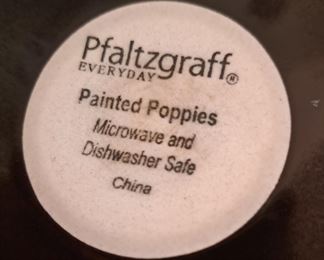 Pfaltzgraff®
EVERYDAY
Painted Poppies
Microwave and
Dishwasher Safe
China